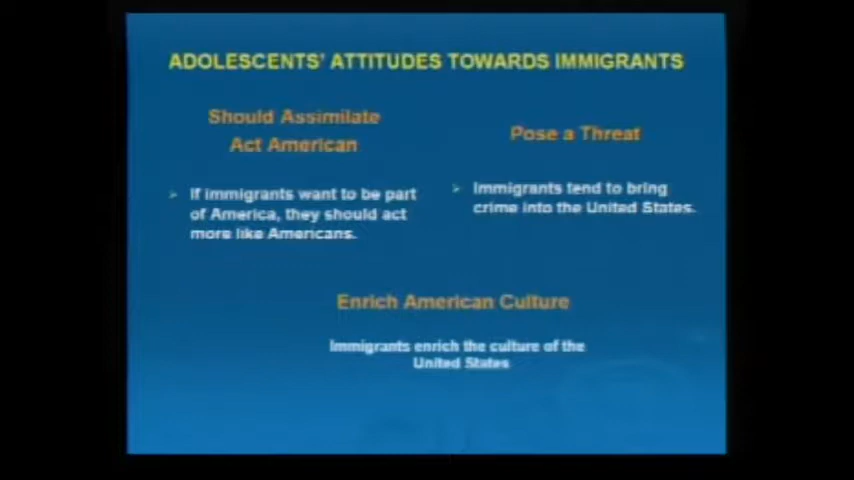 ADOLESCENTS' ATTITUDES TOWARDS IMMIGRANTS
Should Assimilate
Act American
If immigrants want to be part
of America, they should act
more like Americans.
Pose a Threat
Immigrants tend to bring
crime into the United States.
Enrich American Culture
Immigrants enrich the culture of the
United States